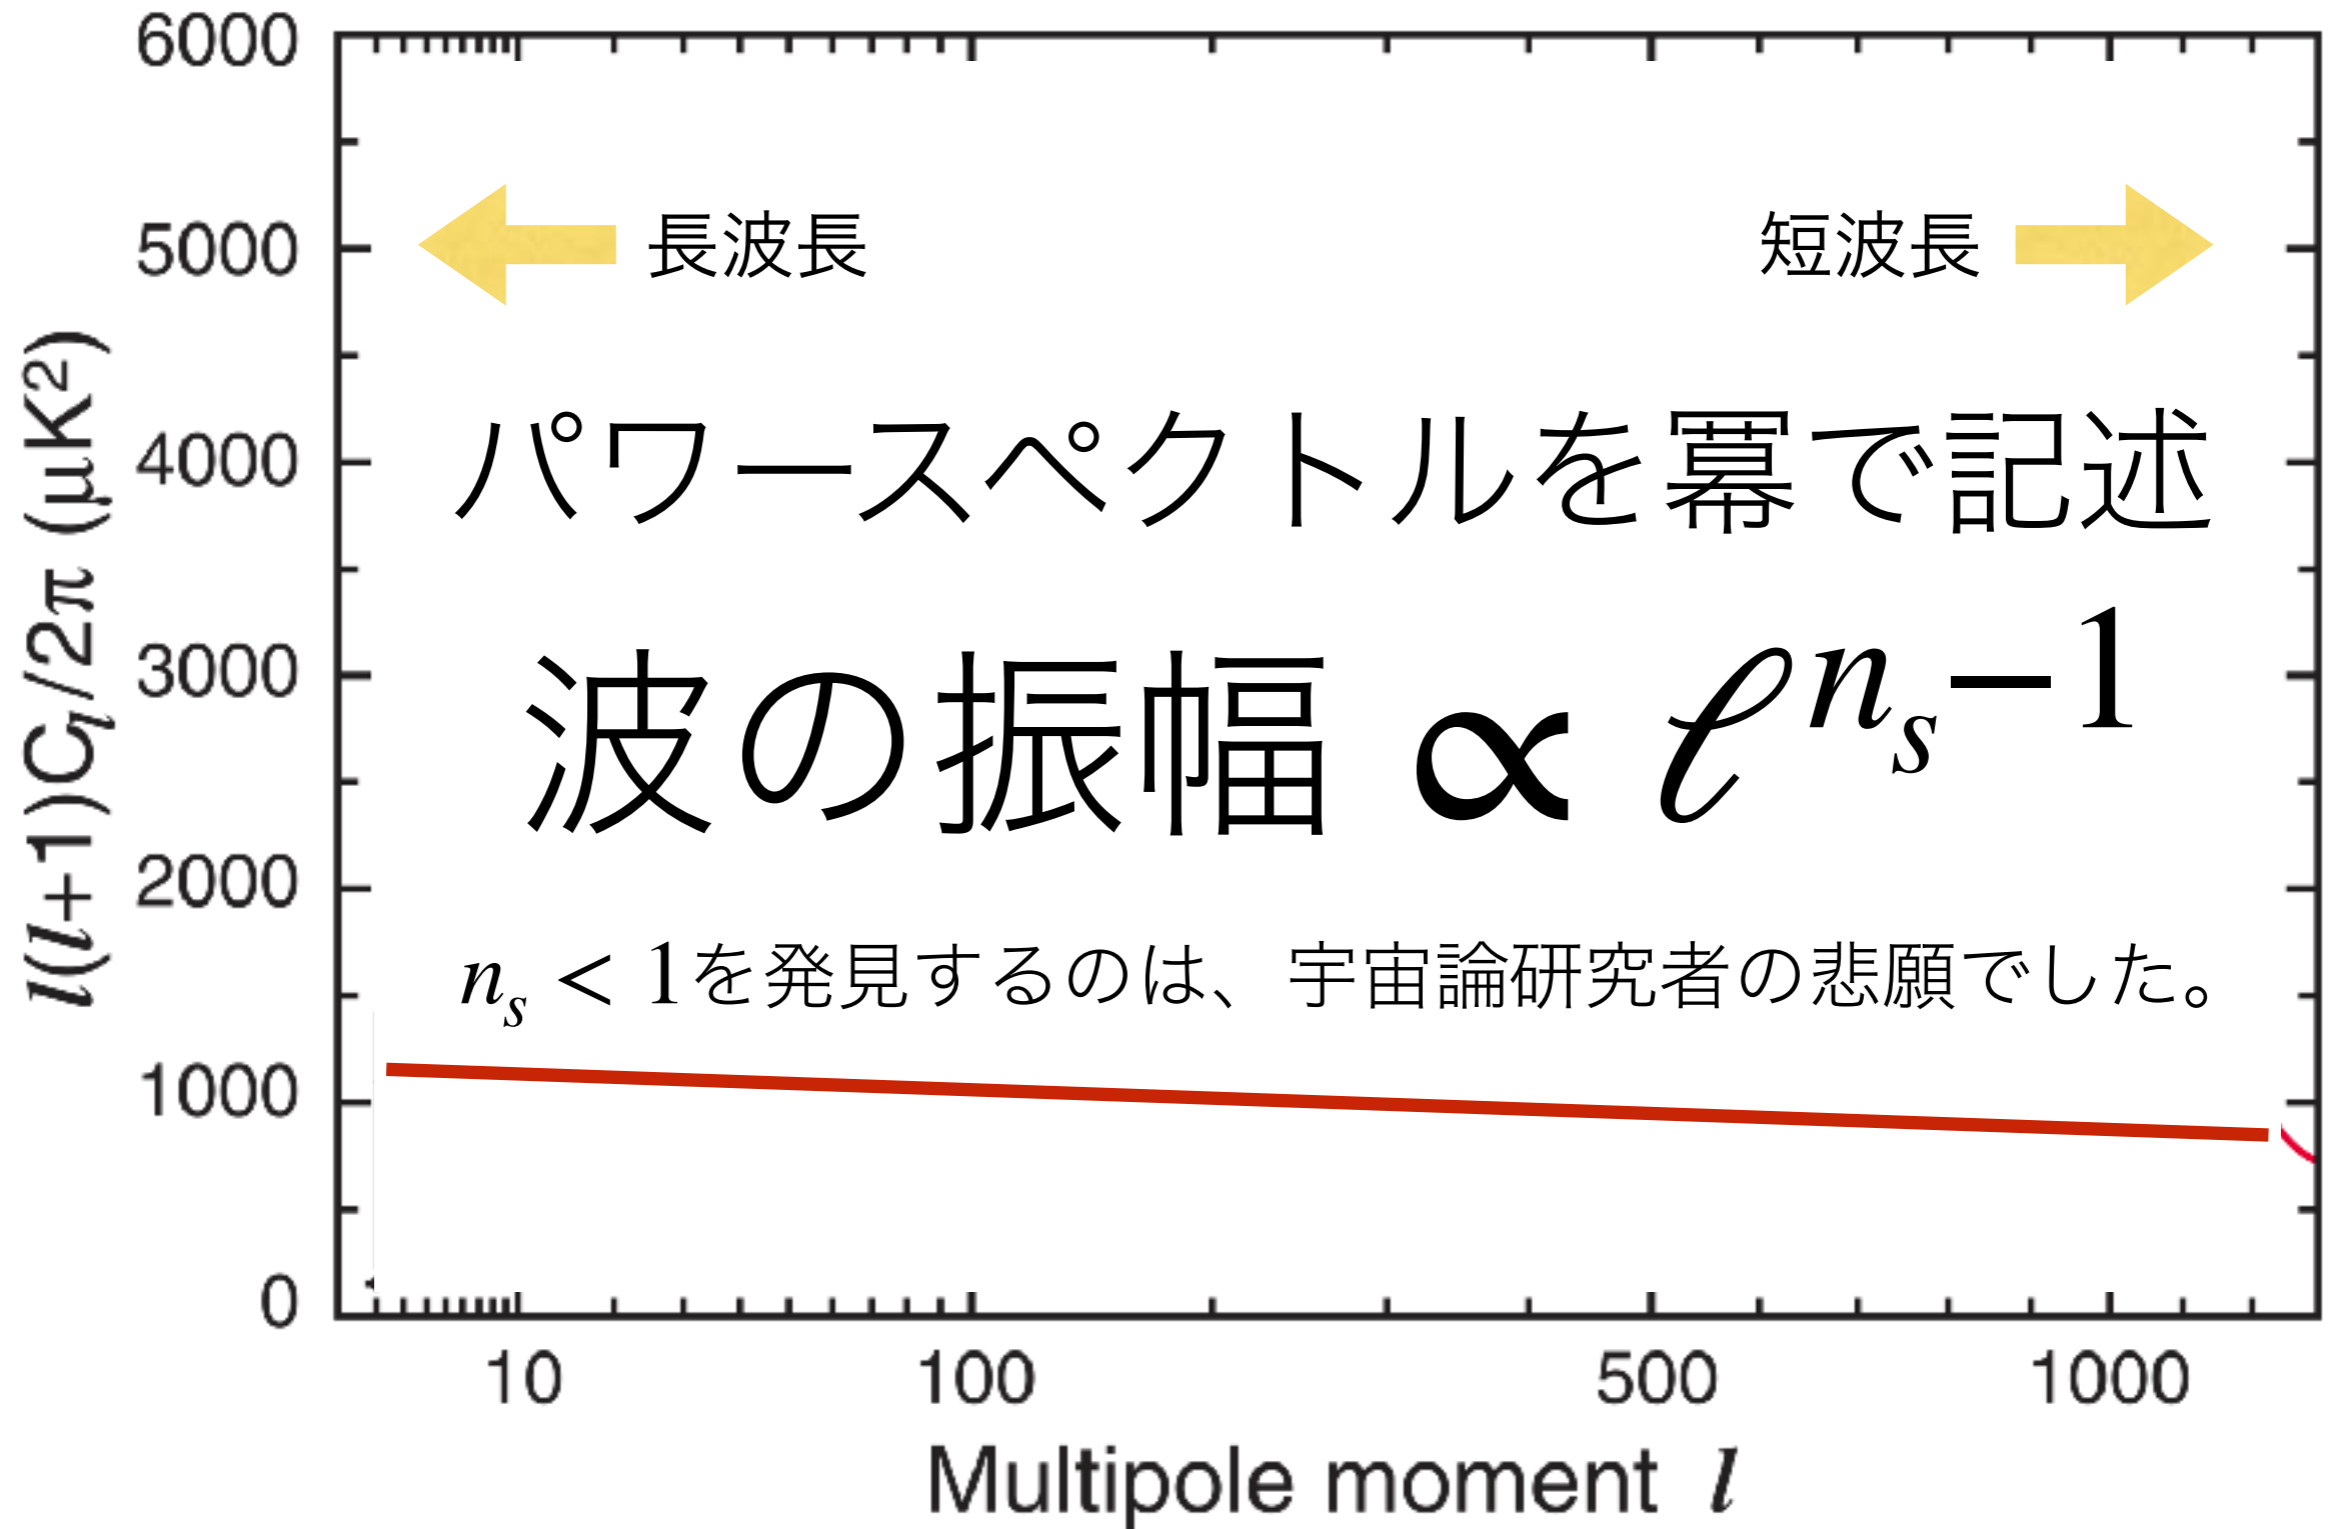 6000
長波長 短波長
5000
パワースペクトルを冪で記述
4000
波の振幅 ∝ ℓ^{n_s−1}
3000
2000
n_s < 1を発見するのは、宇宙論研究者の悲願でした。
1000
0
l(l+1)C_l/2π (μK²)
10 100 500 1000
Multipole moment l